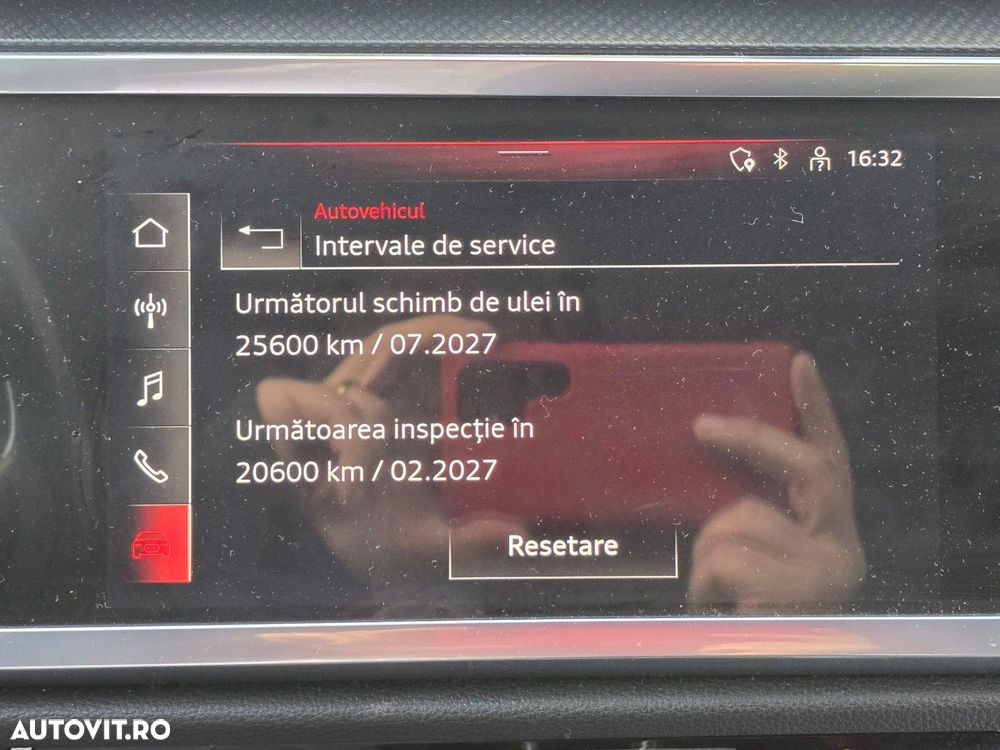 16:32
Autovehicul
Intervale de service
Următorul schimb de ulei în
25600 km / 07.2027
Următoarea inspecție în
20600 km / 02.2027
Resetare
AUTOVIT.RO